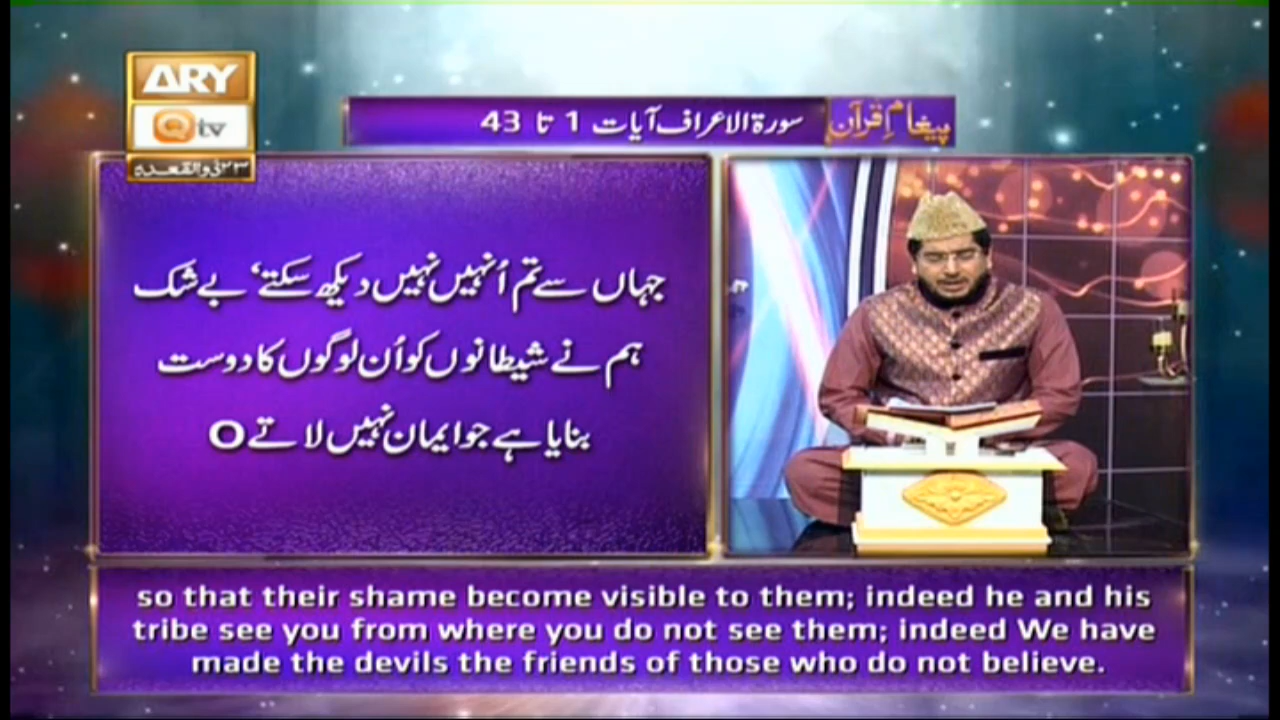 ARY
Qtv
۲۳ ذوالقعدہ
پیغامِ قرآن
سورۃ الاعراف آیات 1 تا 43
جہاں سے تم اُنہیں نہیں دیکھ سکتے‘ بے شک
ہم نے شیطانوں کو اُن لوگوں کا دوست
بنایا ہے جو ایمان نہیں لاتے O
so that their shame become visible to them; indeed he and his
tribe see you from where you do not see them; indeed We have
made the devils the friends of those who do not believe.